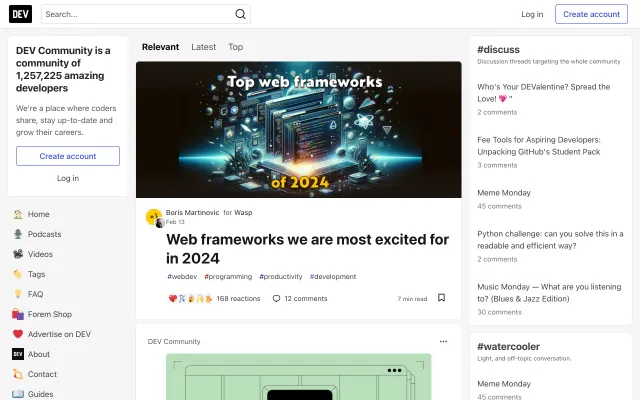 DEV
Search...
Log in
Create account
DEV Community is a
community of
1,257,225 amazing
developers
We're a place where coders
share, stay up-to-date and
grow their careers.
Create account
Log in
Home
Podcasts
Videos
Tags
FAQ
Forem Shop
Advertise on DEV
DEV
About
Contact
Guides
Relevant
Latest
Top
Top web frameworks
of 2024
Boris Martinovic for Wasp
Feb 13
Web frameworks we are most excited for
in 2024
#webdev #programming #productivity #development
168 reactions
12 comments
7 min read
DEV Community
#discuss
Discussion threads targeting the whole community
Who's Your DEValentine? Spread the
Love! 💖 "
2 comments
Fee Tools for Aspiring Developers:
Unpacking GitHub's Student Pack
3 comments
Meme Monday
45 comments
Python challenge: can you solve this in a
readable and efficient way?
2 comments
Music Monday — What are you listening
to? (Blues & Jazz Edition)
30 comments
#watercooler
Light, and off-topic conversation.
Meme Monday
45 comments